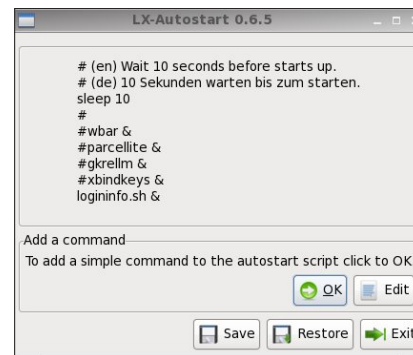 LX-Autostart 0.6.5
# (en) Wait 10 seconds before starts up.
# (de) 10 Sekunden warten bis zum starten.
sleep 10
#
#wbar &
#parcellite &
#gkrellm &
#xbindkeys &
logininfo.sh &
Add a command
To add a simple command to the autostart script click to OK
OK
Edit
Save
Restore
Exit